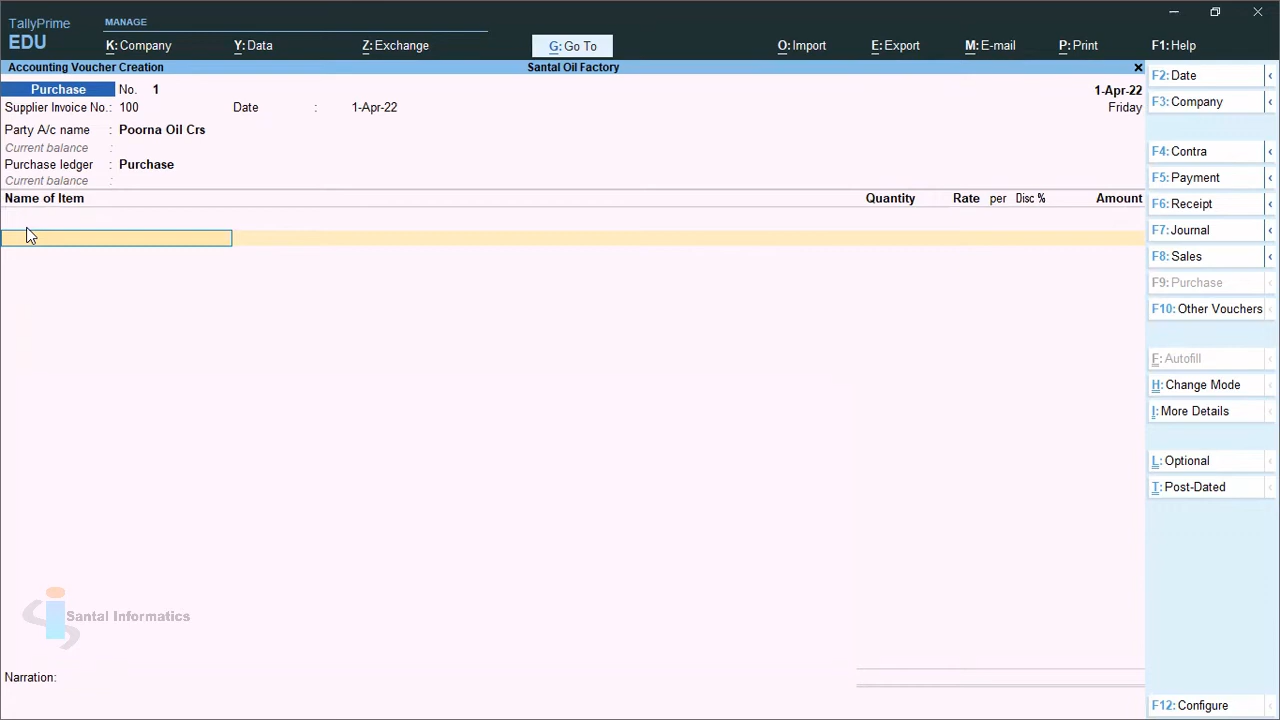 TallyPrime
EDU
MANAGE
K: Company
Y: Data
Z: Exchange
G: Go To
O: Import
E: Export
M: E-mail
P: Print
F1: Help
Accounting Voucher Creation
Santal Oil Factory
Purchase No. 1
1-Apr-22
Supplier Invoice No.: 100 Date : 1-Apr-22
Friday
Party A/c name : Poorna Oil Crs
Current balance :
Purchase ledger : Purchase
Current balance :
Name of Item Quantity Rate per Disc % Amount
F2: Date
F3: Company
F4: Contra
F5: Payment
F6: Receipt
F7: Journal
F8: Sales
F9: Purchase
F10: Other Vouchers
F: Autofill
H: Change Mode
I: More Details
L: Optional
T: Post-Dated
Santal Informatics
Narration:
F12: Configure